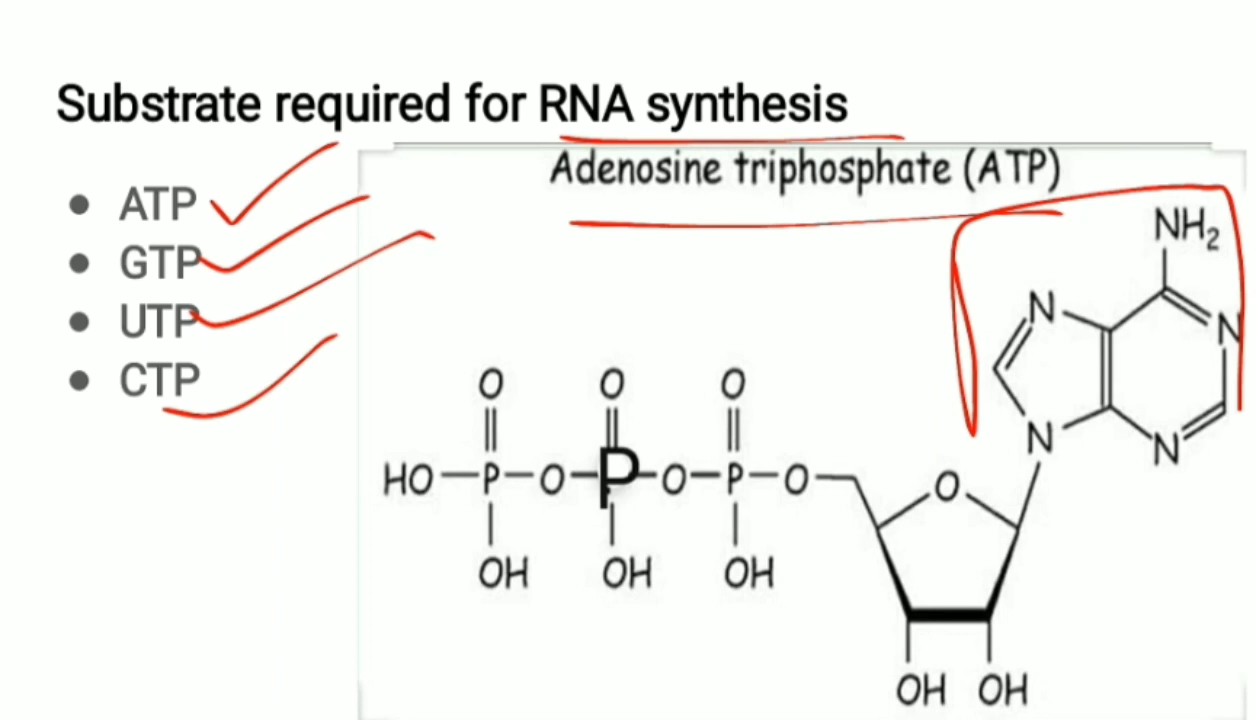 Substrate required for RNA synthesis
Adenosine triphosphate (ATP)
ATP
GTP
UTP
CTP
NH₂
N N
N N
O O O
HO P O P O P O O
OH OH OH
OH OH